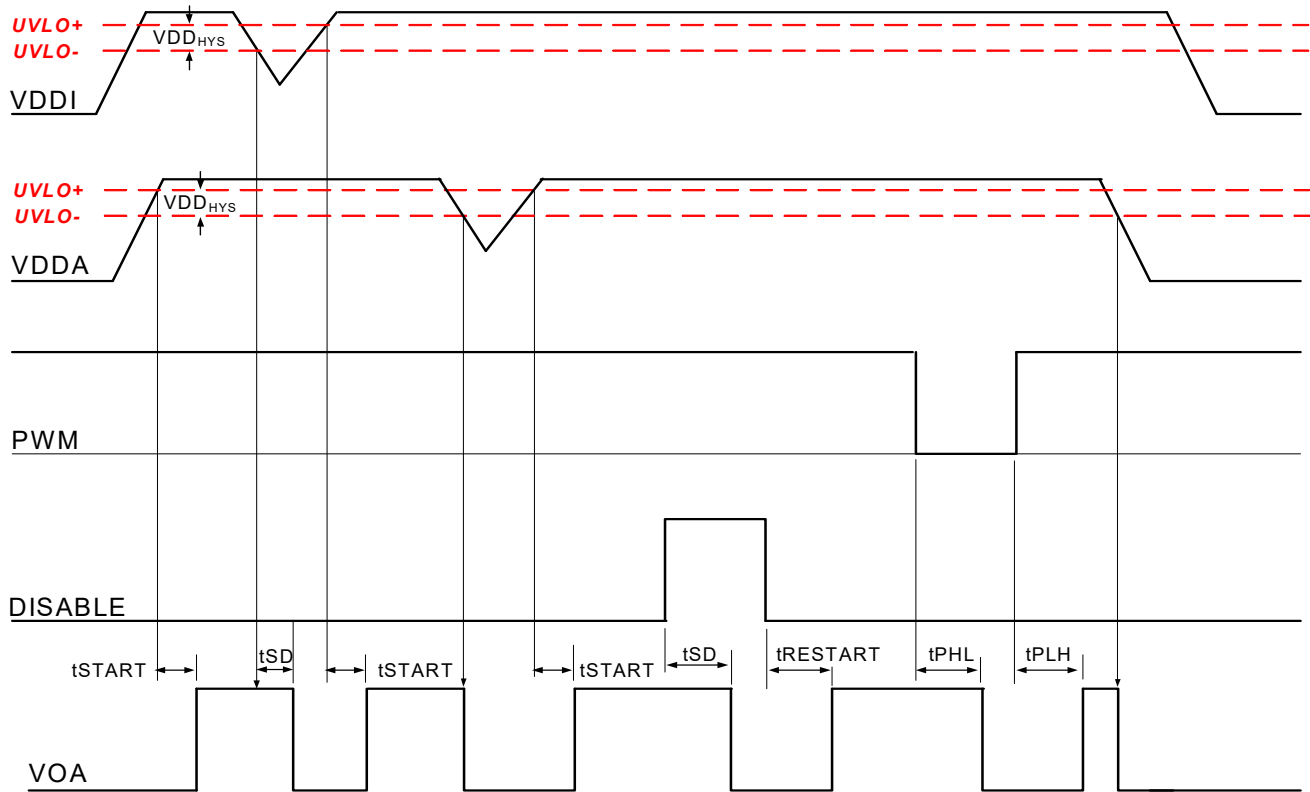 UVLO+
VDDHYS
UVLO-
VDDI
UVLO+
VDDHYS
UVLO-
VDDA
PWM
DISABLE
tSTART
tSD
tSTART
tSTART
tSD
tRESTART
tPHL
tPLH
VOA